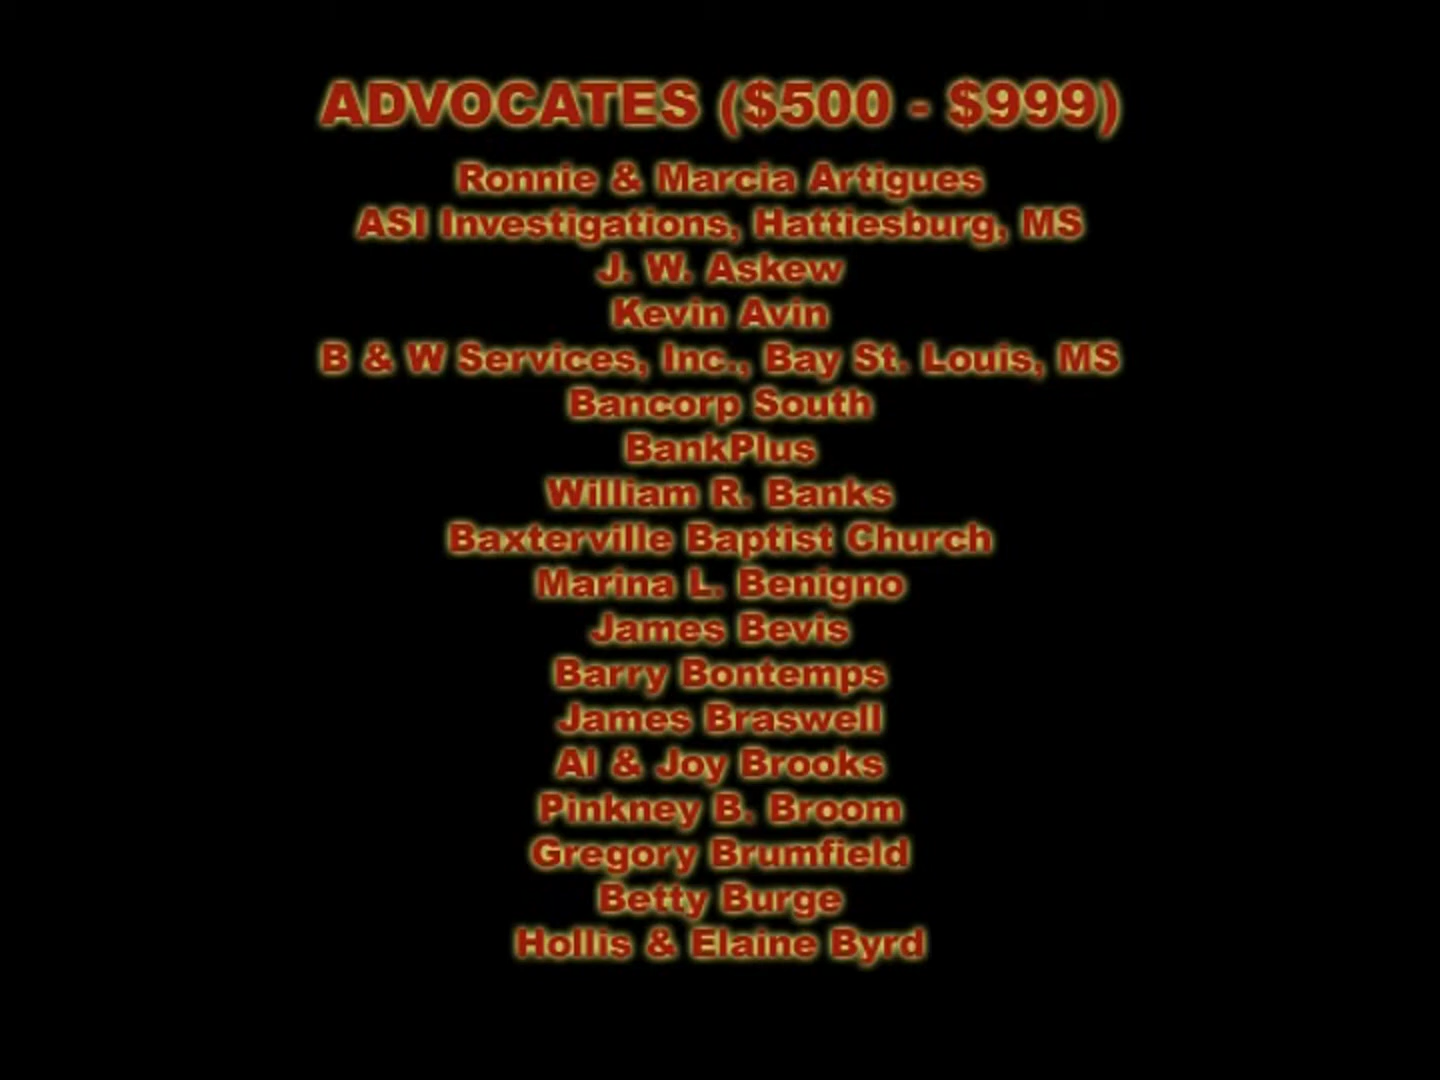 ADVOCATES ($500 - $999)
Ronnie & Marcia Artigues
ASI Investigations, Hattiesburg, MS
J. W. Askew
Kevin Avin
B & W Services, Inc., Bay St. Louis, MS
Bancorp South
BankPlus
William R. Banks
Baxterville Baptist Church
Marina L. Benigno
James Bevis
Barry Bontemps
James Braswell
Al & Joy Brooks
Pinkney B. Broom
Gregory Brumfield
Betty Burge
Hollis & Elaine Byrd